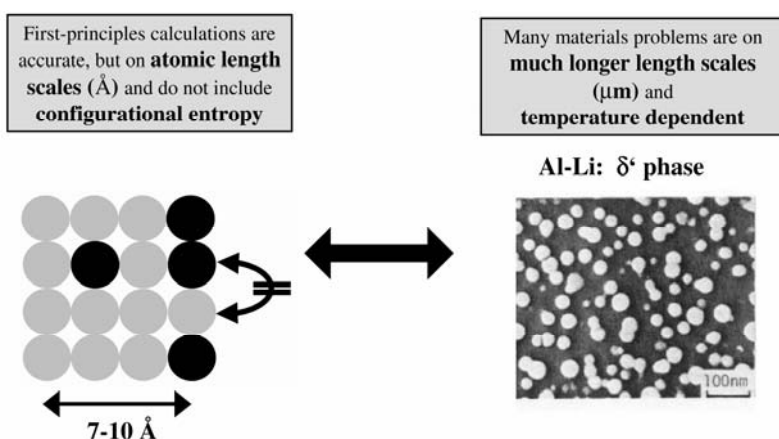 First-principles calculations are
accurate, but on atomic length
scales (Å) and do not include
configurational entropy
Many materials problems are on
much longer length scales
(μm) and
temperature dependent
Al-Li: δ‘ phase
7-10 Å
100nm